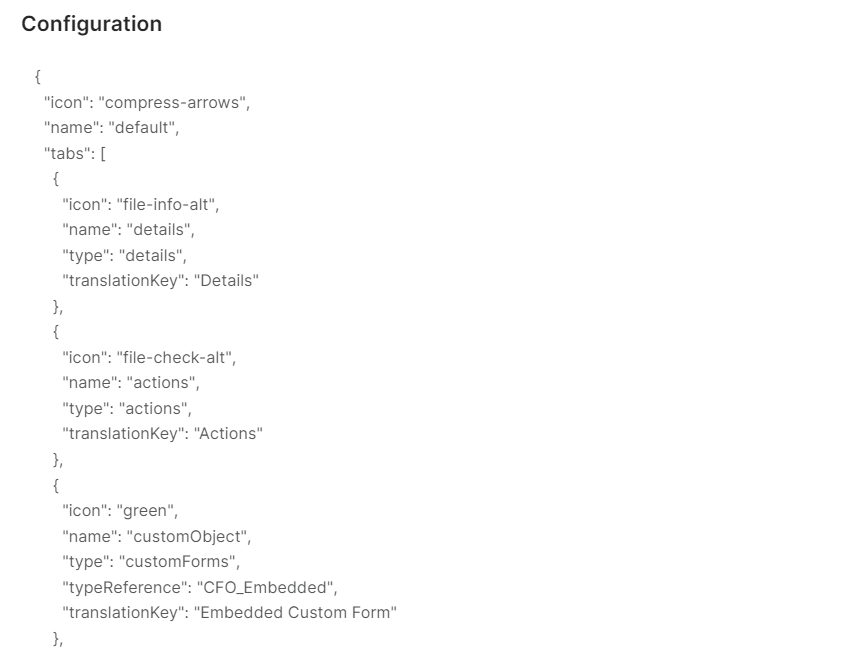 Configuration
{
"icon": "compress-arrows",
"name": "default",
"tabs": [
{
"icon": "file-info-alt",
"name": "details",
"type": "details",
"translationKey": "Details"
},
{
"icon": "file-check-alt",
"name": "actions",
"type": "actions",
"translationKey": "Actions"
},
{
"icon": "green",
"name": "customObject",
"type": "customForms",
"typeReference": "CFO_Embedded",
"translationKey": "Embedded Custom Form"
},